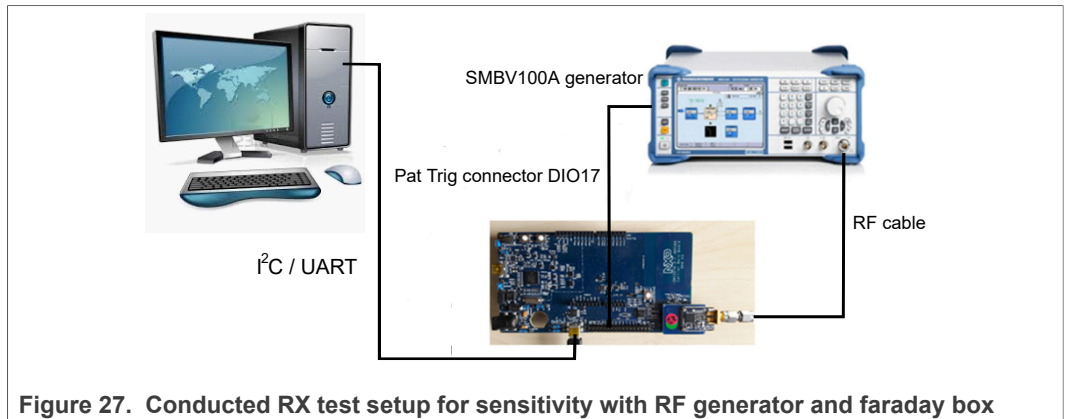 SMBV100A generator
Pat Trig connector DIO17
RF cable
I²C / UART
NXP
Figure 27. Conducted RX test setup for sensitivity with RF generator and faraday box